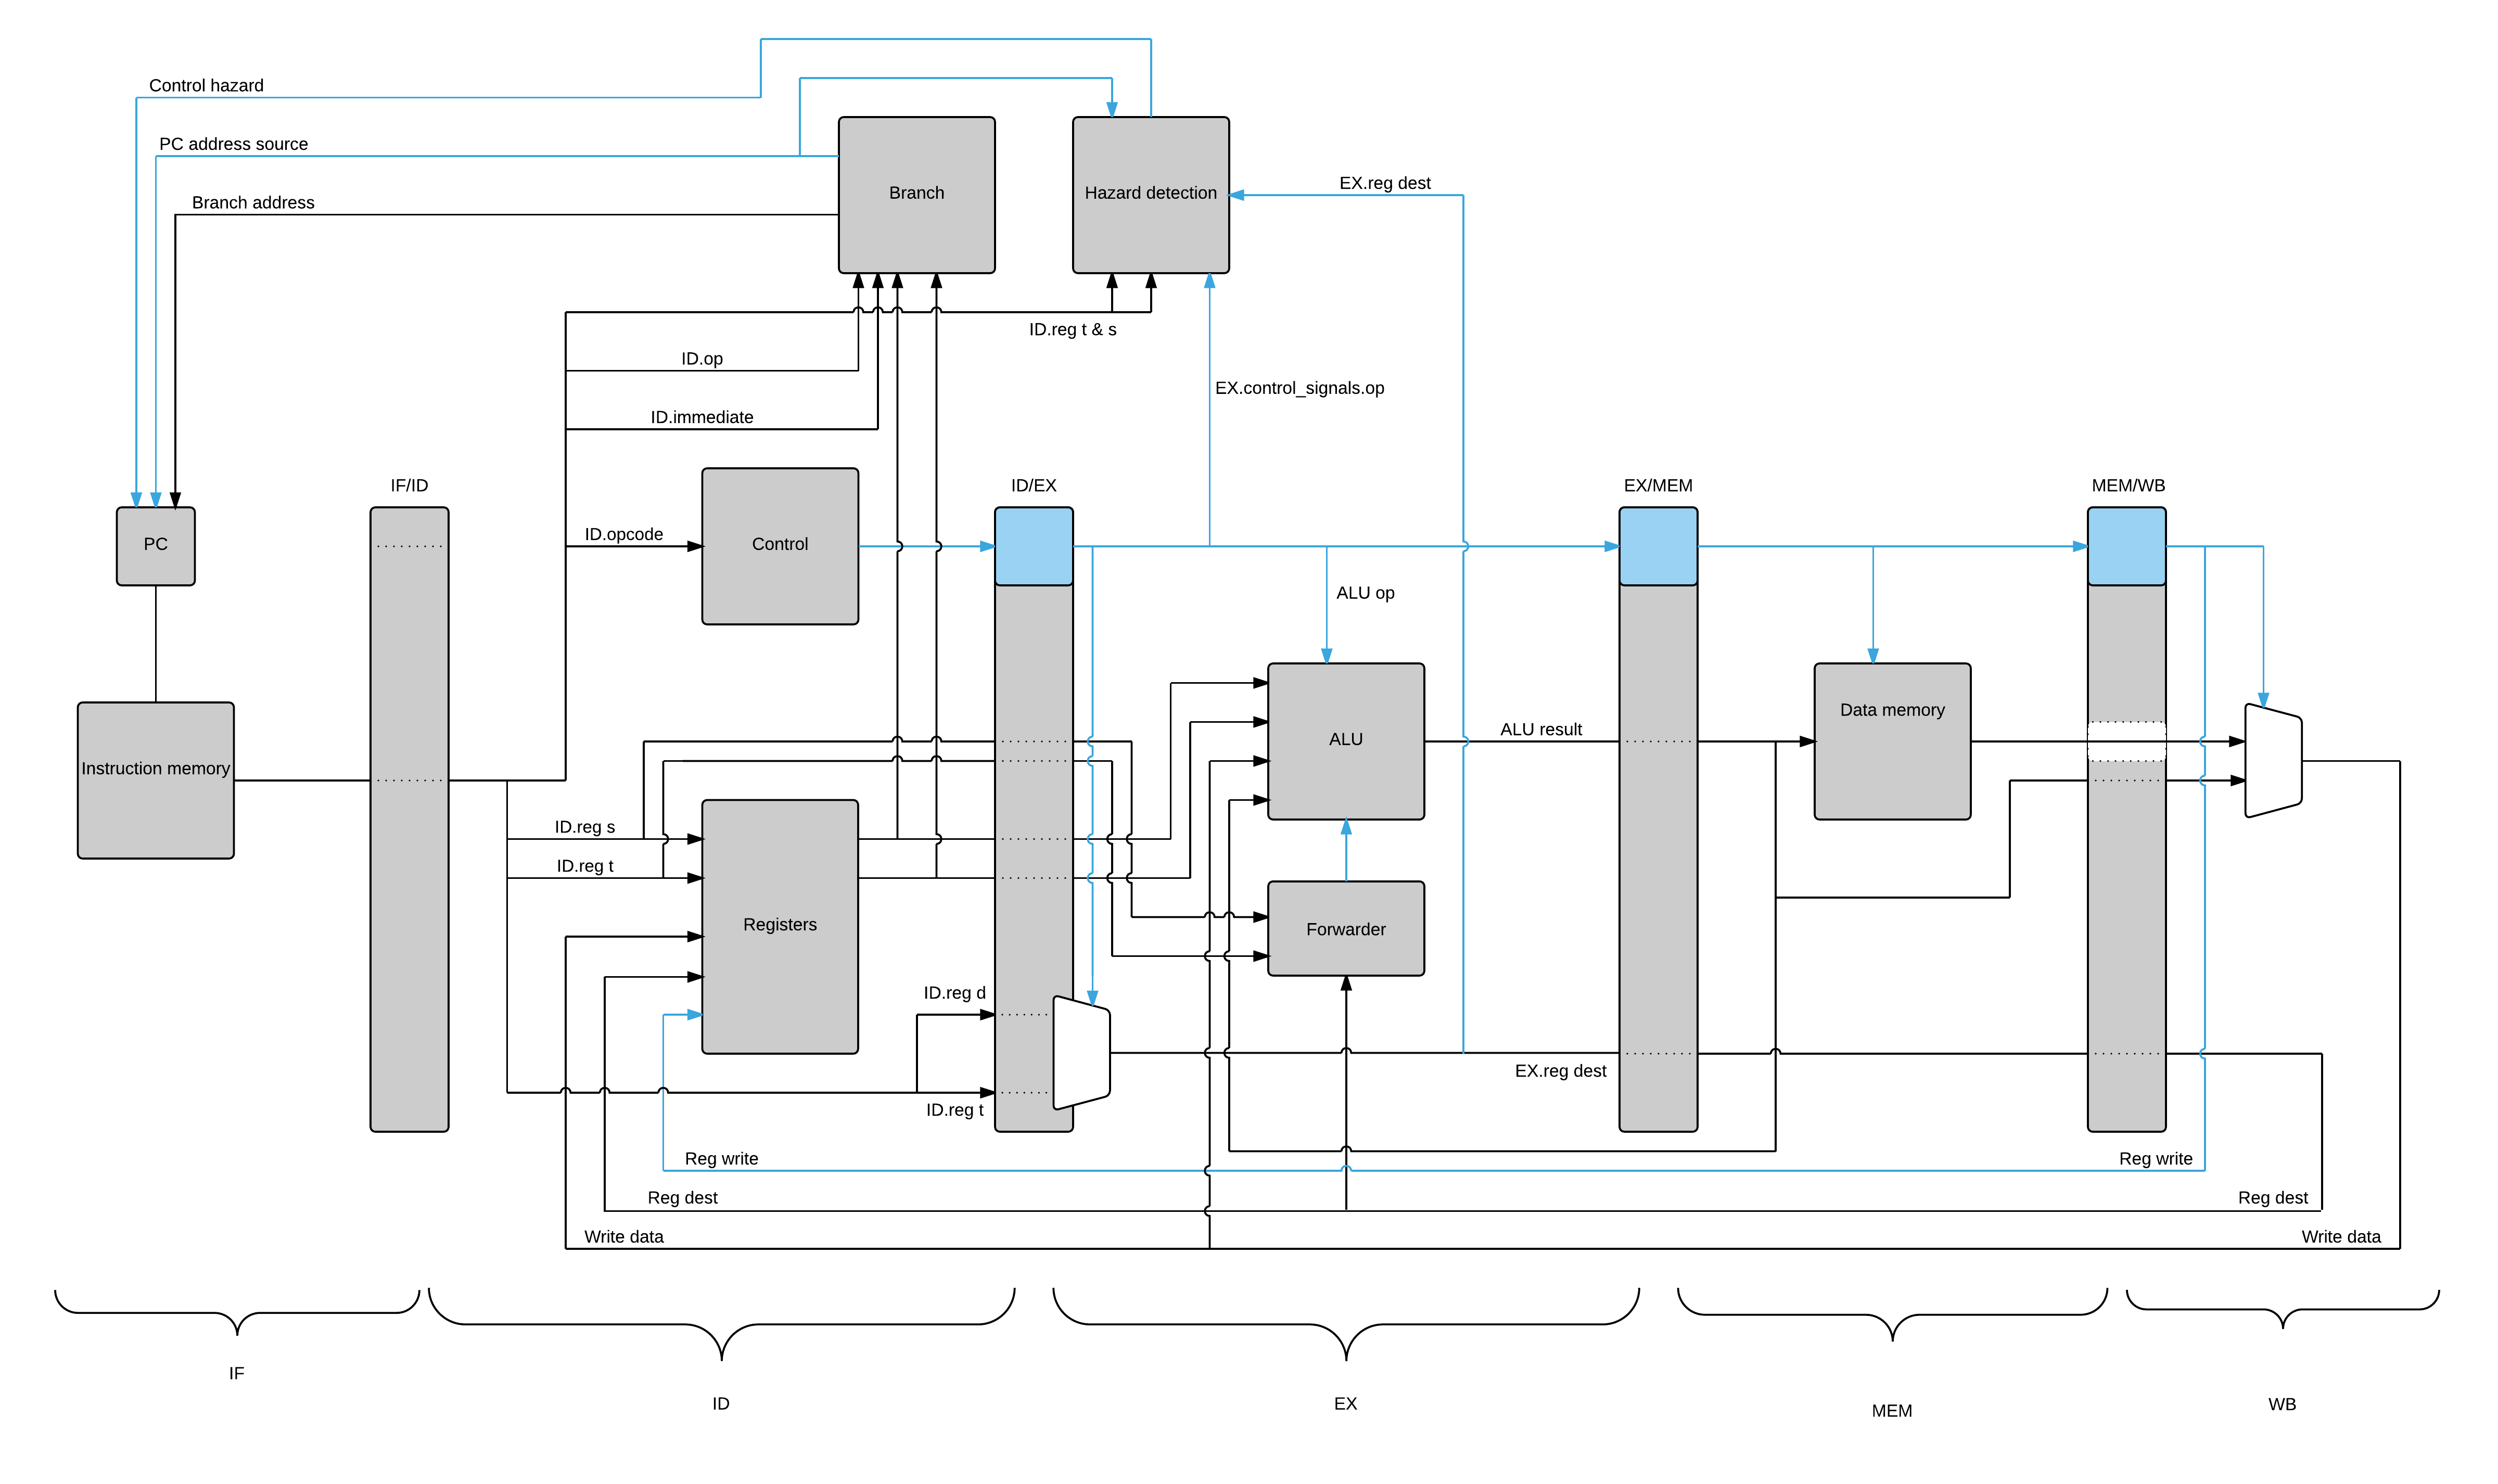 Control hazard
PC address source
Branch address
Branch
Hazard detection
EX.reg dest
ID.reg t & s
ID.op
EX.control_signals.op
ID.immediate
IF/ID
ID/EX
EX/MEM
MEM/WB
PC
ID.opcode
Control
ALU op
Data memory
ALU result
ALU
Instruction memory
ID.reg s
ID.reg t
Registers
Forwarder
ID.reg d
EX.reg dest
ID.reg t
Reg write
Reg write
Reg dest
Reg dest
Write data
Write data
IF
ID
EX
MEM
WB